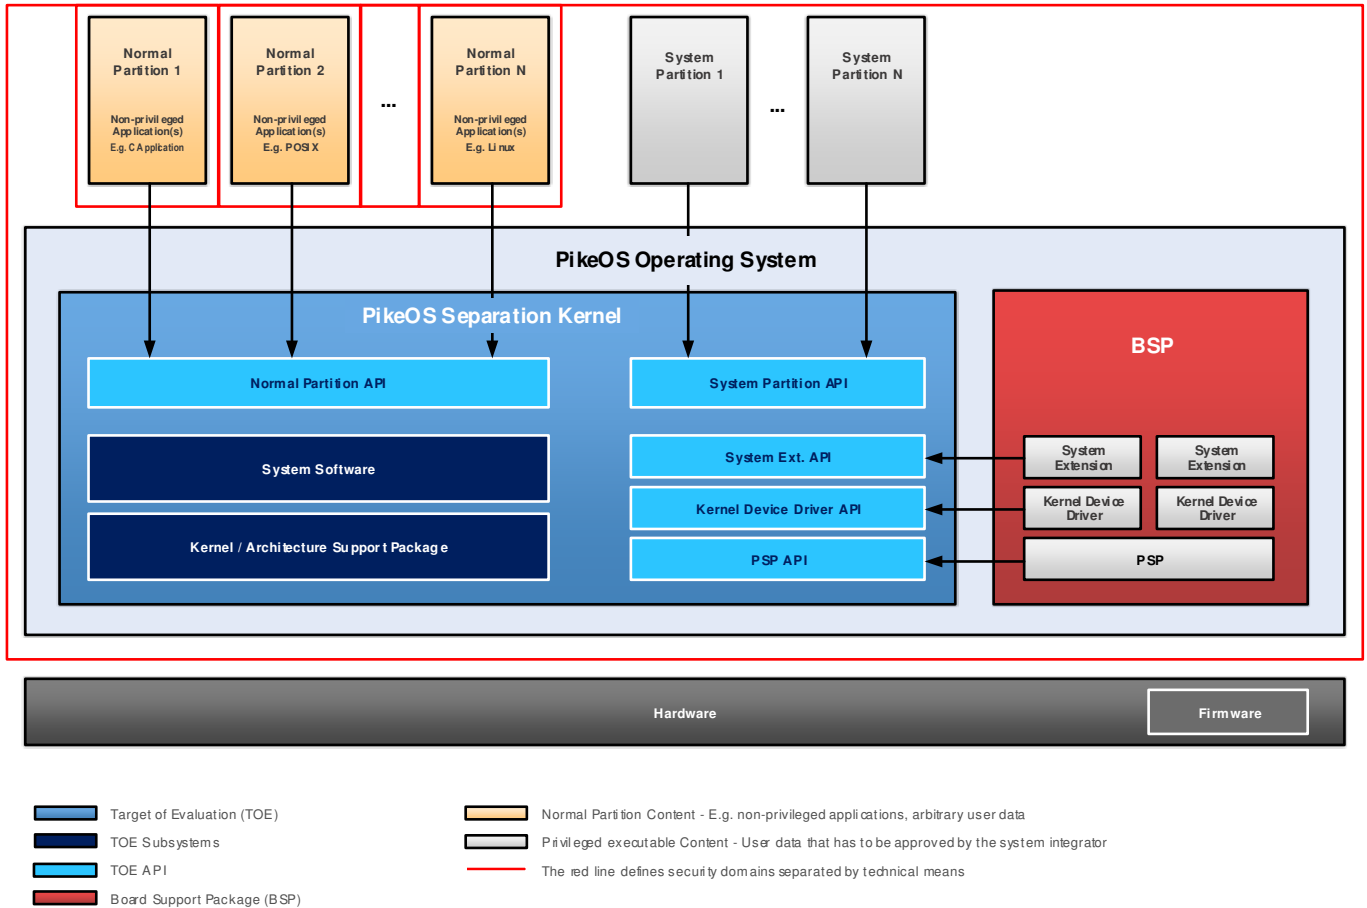 Normal
Partition 1
Non-privileged
Application(s)
E.g. C Application
Normal
Partition 2
Non-privileged
Application(s)
E.g. POSIX
...
Normal
Partition N
Non-privileged
Application(s)
E.g. Linux
System
Partition 1
...
System
Partition N
PikeOS Operating System
PikeOS Separation Kernel
BSP
Normal Partition API
System Partition API
System Software
System Ext. API
System
Extension
System
Extension
Kernel Device Driver API
Kernel Device
Driver
Kernel Device
Driver
Kernel / Architecture Support Package
PSP API
PSP
Hardware
Firmware
Target of Evaluation (TOE)
TOE Subsystems
TOE API
Board Support Package (BSP)
Normal Partition Content - E.g. non-privileged applications, arbitrary user data
Privileged executable Content - User data that has to be approved by the system integrator
The red line defines security domains separated by technical means